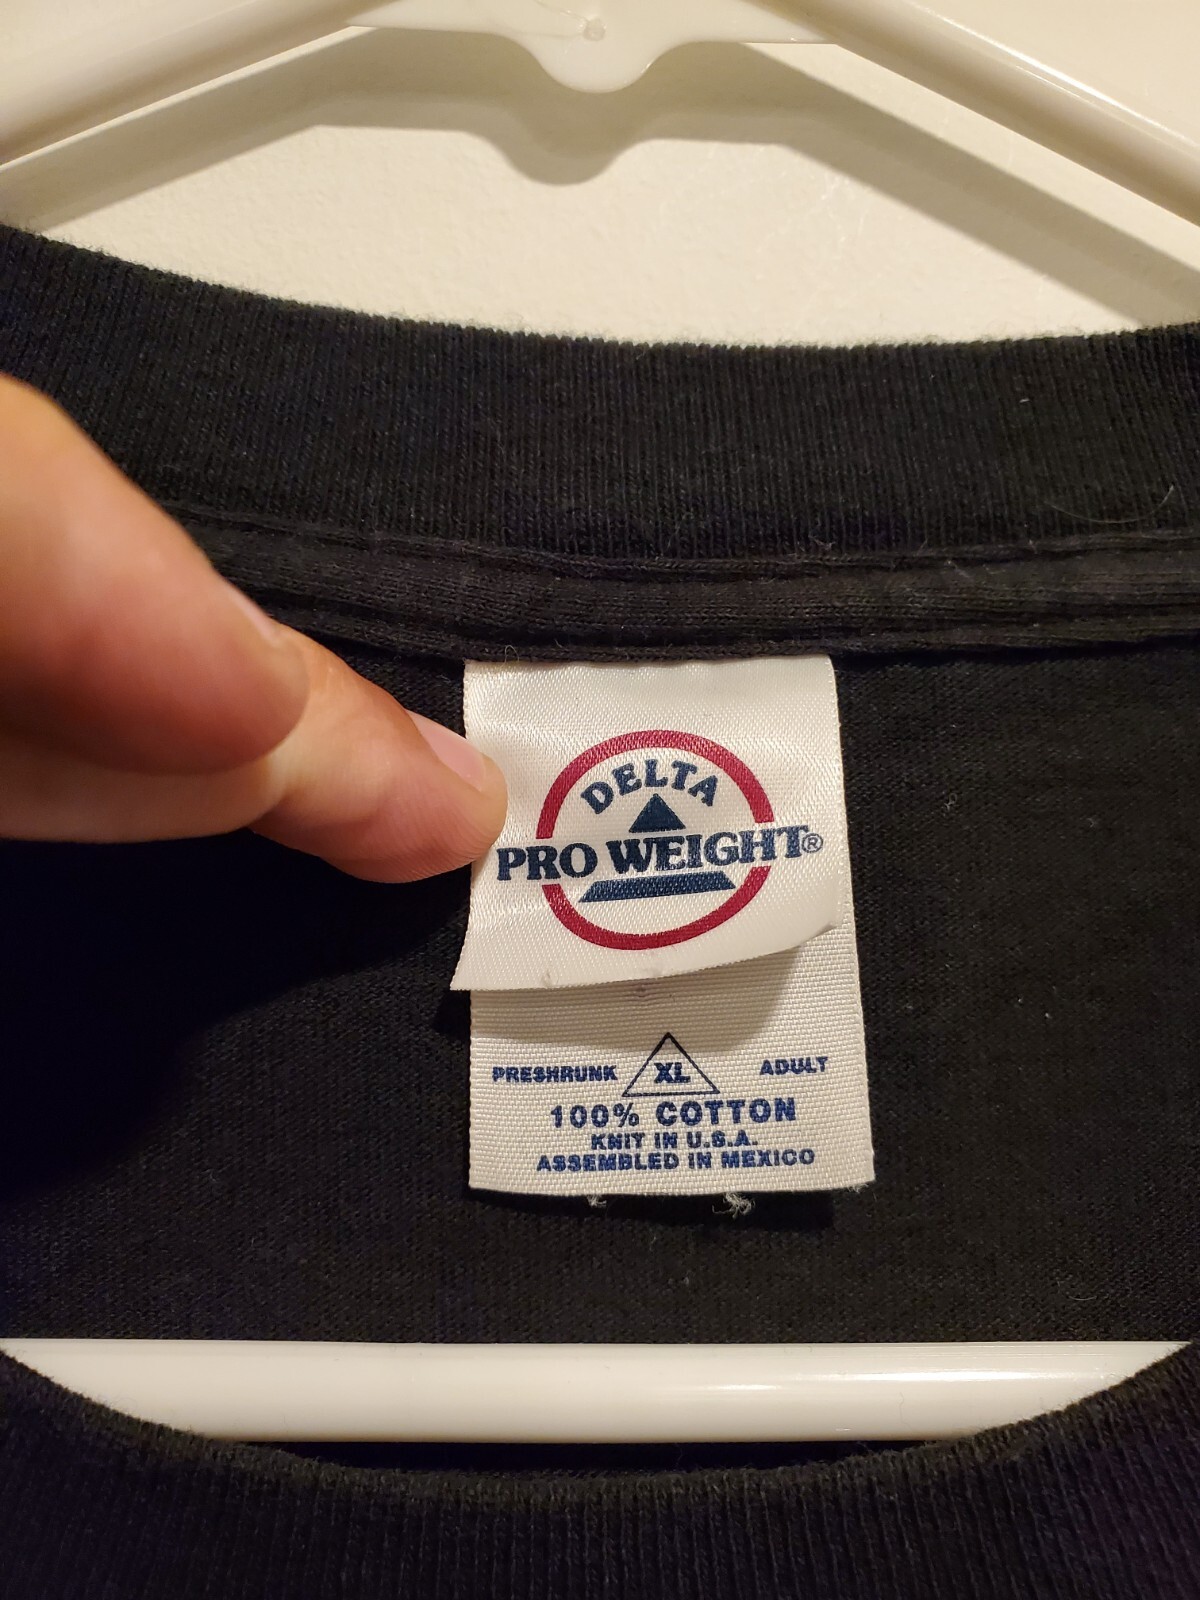 DELTA
PRO WEIGHT®
PRESHRUNK XL ADULT
100% COTTON
KNIT IN U.S.A.
ASSEMBLED IN MEXICO